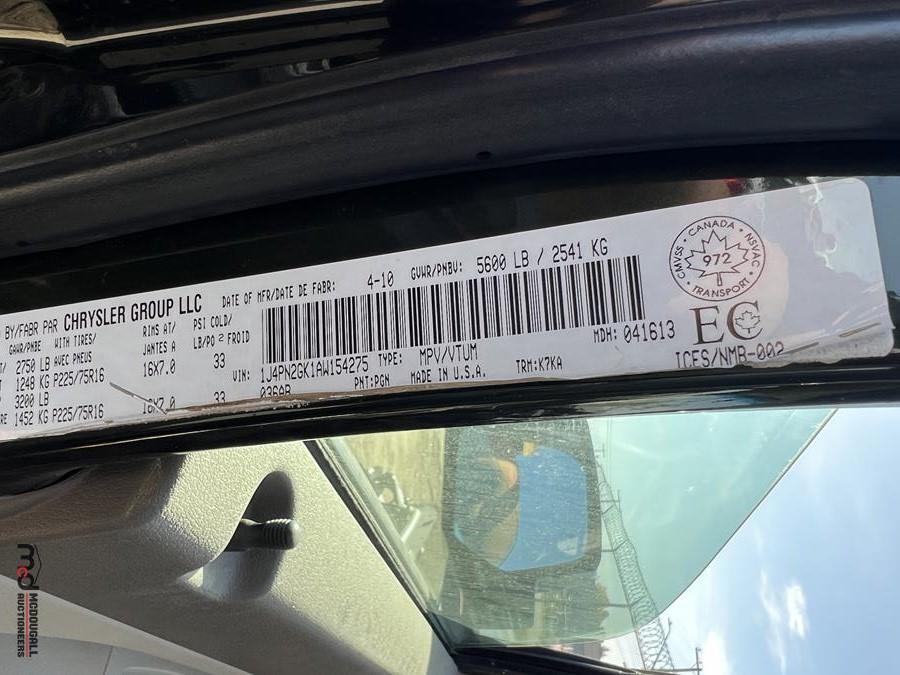 BY/FABR PAR CHRYSLER GROUP LLC
DATE OF MFR/DATE DE FABR: 4-10 GVWR/PNBV: 5600 LB / 2541 KG
GAWR/PNBE WITH TIRES/ RIMS AT/ PSI COLD/
AVEC PNEUS JANTES A LB/PO 2 FROID
2750 LB
1248 KG P225/75R16 16X7.0 33
3200 LB
1452 KG P225/75R16 16X7.0 33
MDH: 041613
VIN: 1J4PN2GK1AW154275 TYPE: MPV/VTUM
036AB PNT:PGN MADE IN U.S.A. TRM:K7KA
CMVSS • CANADA • NSVAC
972
• TRANSPORT •
EC
ICES/NMB-002
mcd
MCDOUGALL
AUCTIONEERS